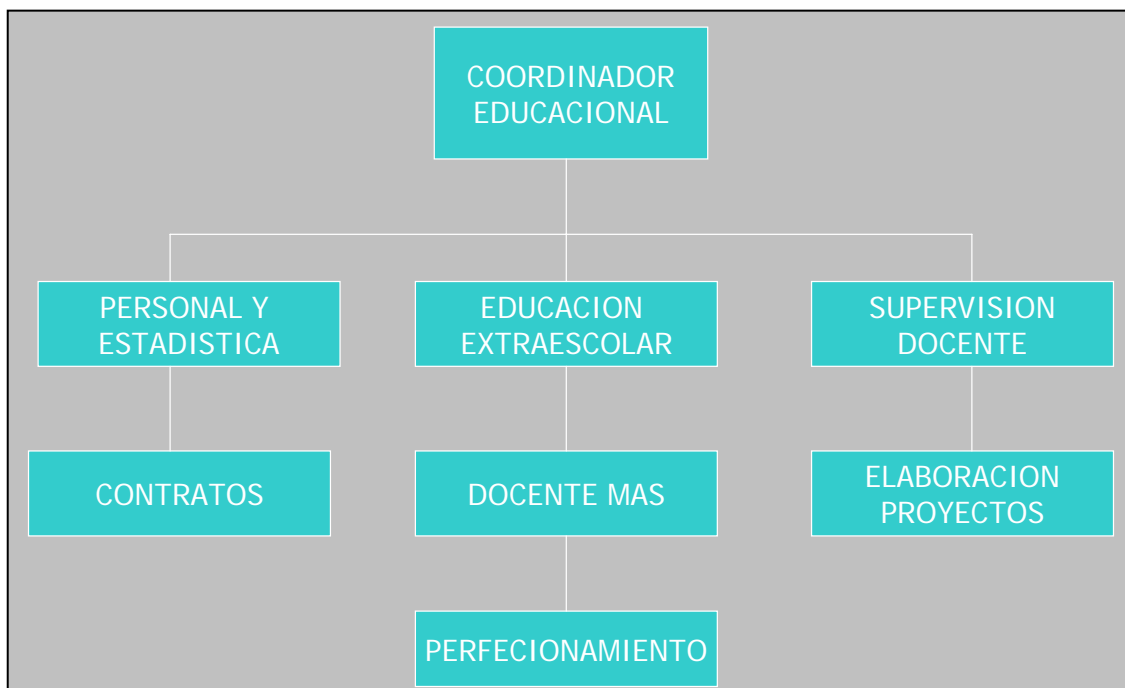 COORDINADOR
EDUCACIONAL
PERSONAL Y
ESTADISTICA
EDUCACION
EXTRAESCOLAR
SUPERVISION
DOCENTE
CONTRATOS
DOCENTE MAS
ELABORACION
PROYECTOS
PERFECIONAMIENTO